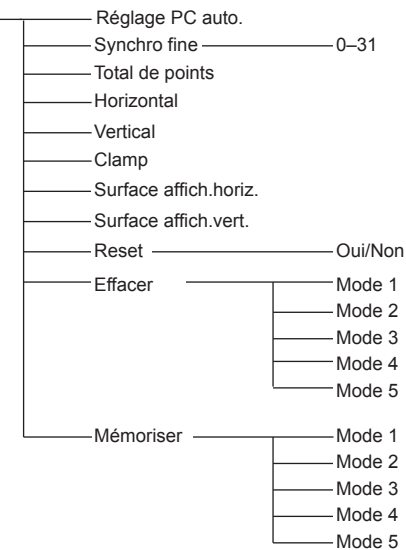 Réglage PC auto.
Synchro fine 0–31
Total de points
Horizontal
Vertical
Clamp
Surface affich.horiz.
Surface affich.vert.
Reset Oui/Non
Effacer Mode 1
Mode 2
Mode 3
Mode 4
Mode 5
Mémoriser Mode 1
Mode 2
Mode 3
Mode 4
Mode 5